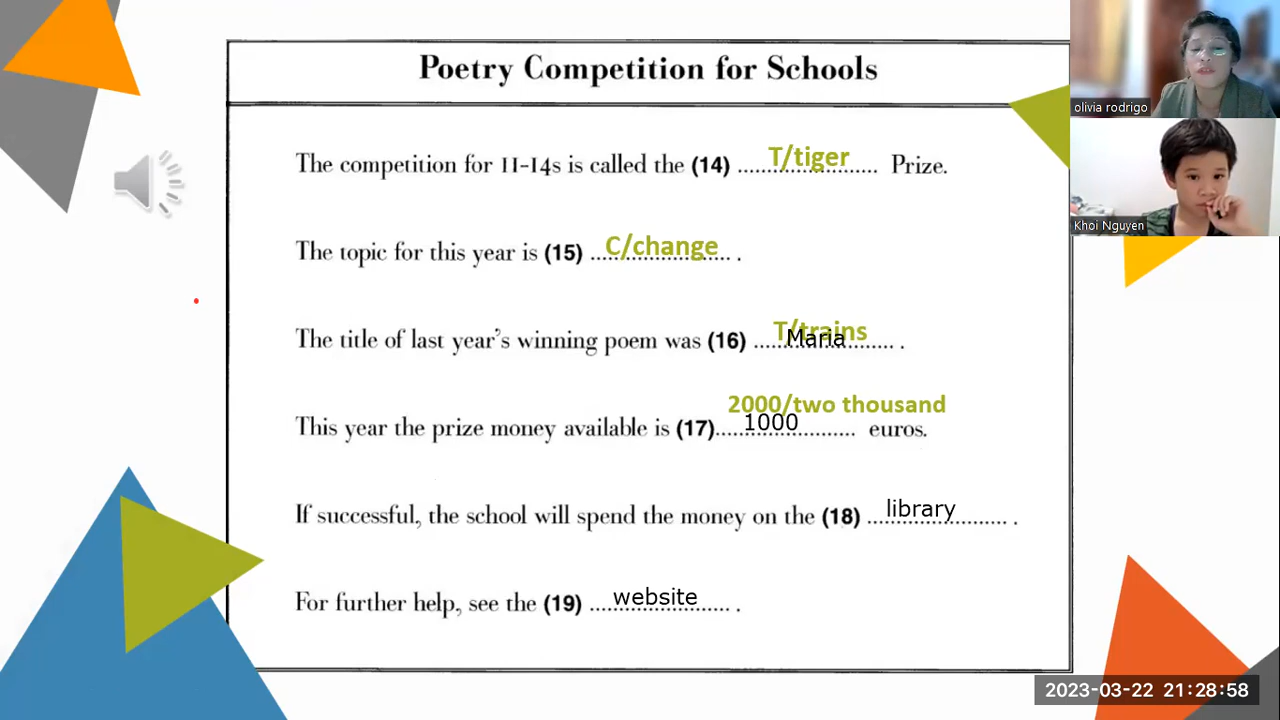 Poetry Competition for Schools
olivia rodrigo
The competition for 11-14s is called the (14) .................... T/tiger Prize.
Khoi Nguyen
The topic for this year is (15) .................... C/change .
T/trains
The title of last year's winning poem was (16) .................... Maria .
2000/two thousand
This year the prize money available is (17).................... 1000 euros.
If successful, the school will spend the money on the (18) .................... library .
For further help, see the (19) .................... website .
2023-03-22 21:28:58